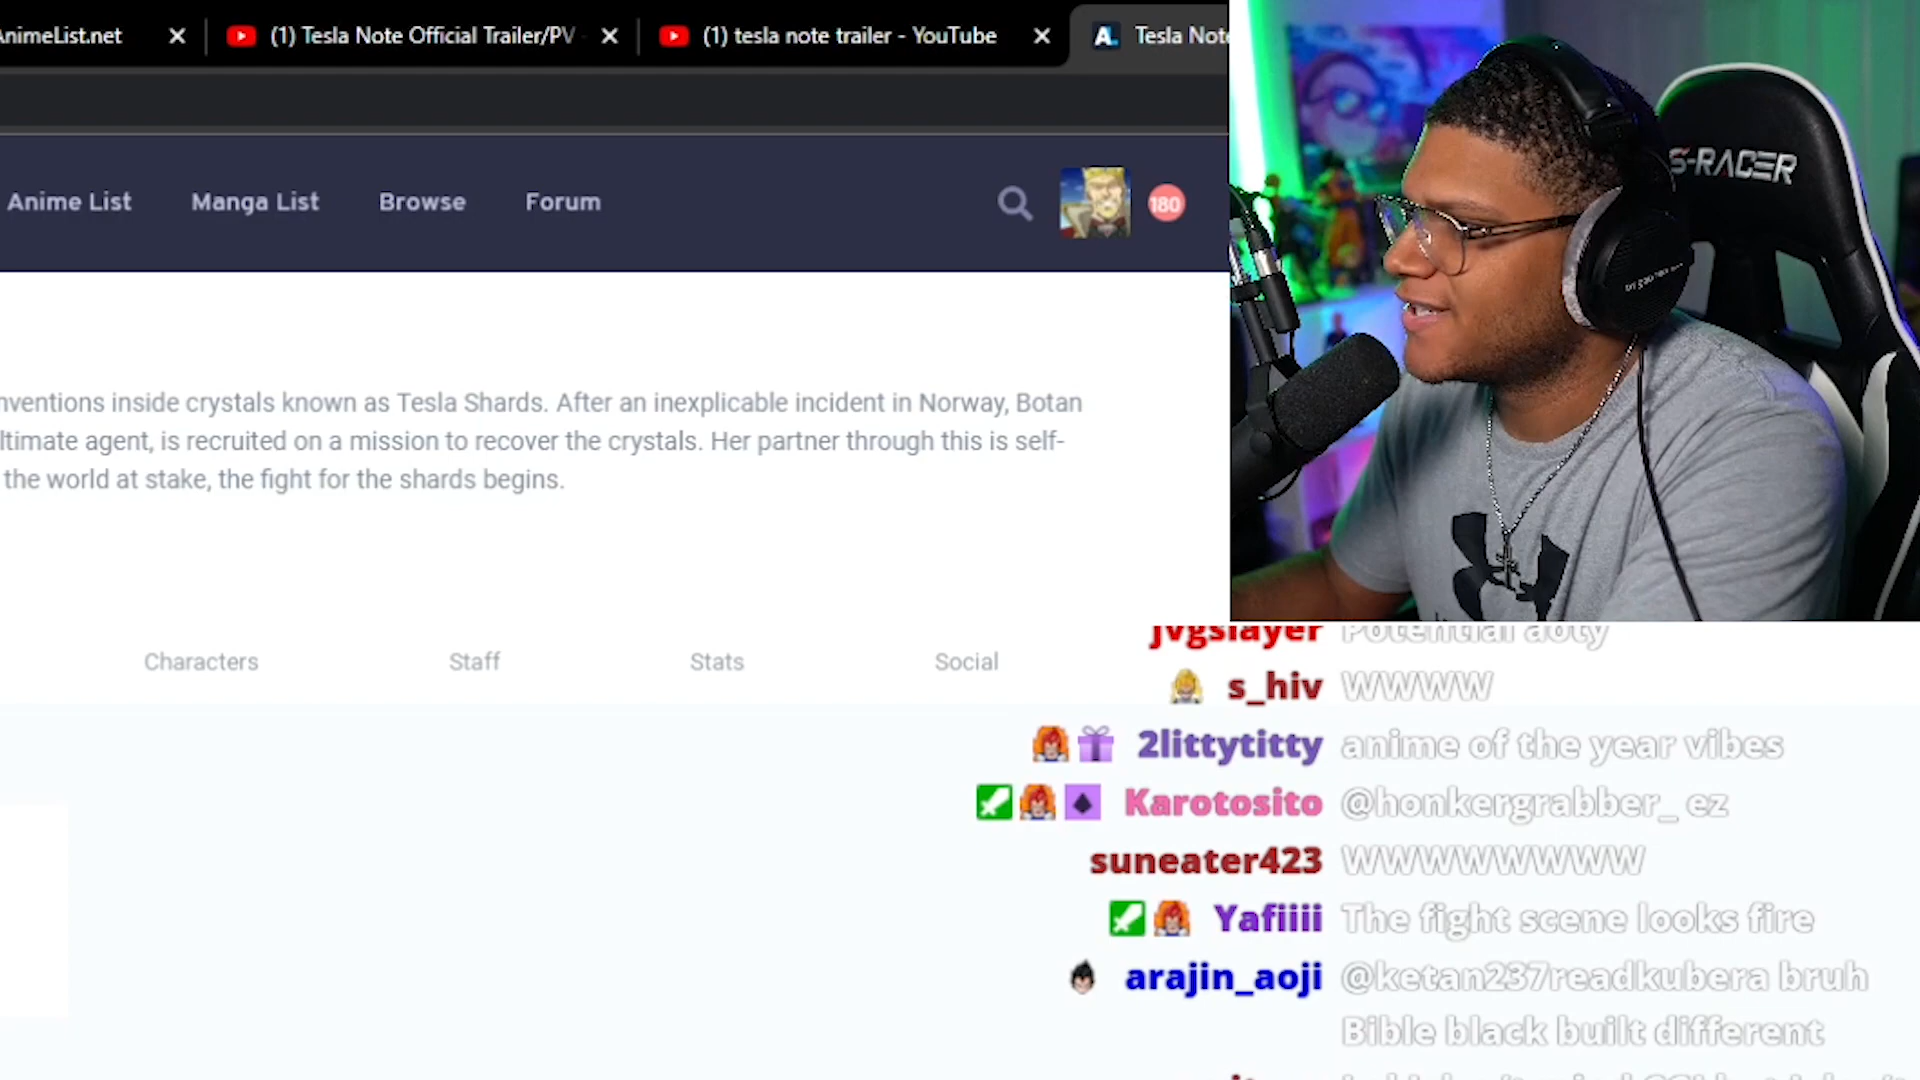 AnimeList.net
(1) Tesla Note Official Trailer/PV
(1) tesla note trailer - YouTube
Tesla Note
Anime List
Manga List
Browse
Forum
180
S-RACER
nventions inside crystals known as Tesla Shards. After an inexplicable incident in Norway, Botan
ltimate agent, is recruited on a mission to recover the crystals. Her partner through this is self-
the world at stake, the fight for the shards begins.
Characters
Staff
Stats
Social
jvgslayer Potential aoty
s_hiv WWWW
2littytitty anime of the year vibes
Karotosito @honkergrabber_ ez
suneater423 WWWWWWWWW
Yafiiii The fight scene looks fire
arajin_aoji @ketan237readkubera bruh
Bible black built different